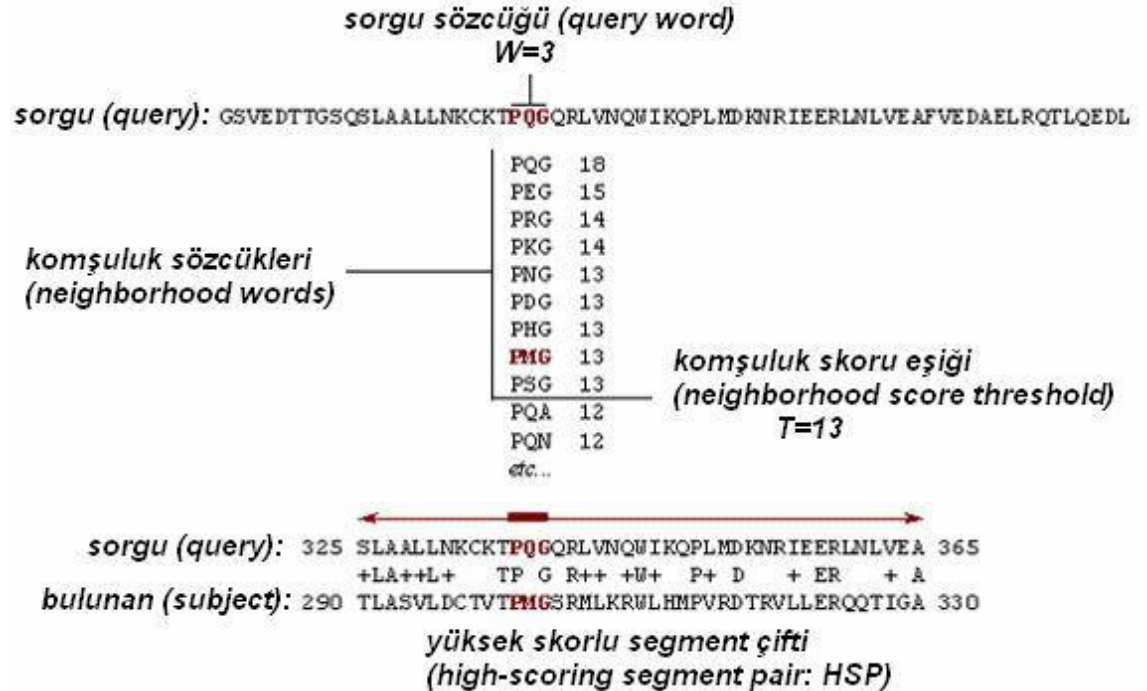 sorgu sözcüğü (query word)
W=3
sorgu (query): GSVEDTTGSQSLAALLNKCKTPQGQRLVNQWIKQPLMDKNRIEERLNLVEAFVEDAELRQTLQEDL
PQG 18
PEG 15
PRG 14
PKG 14
PNG 13
PDG 13
PHG 13
PMG 13
PSG 13
PQA 12
PQN 12
etc...
komşuluk sözcükleri
(neighborhood words)
komşuluk skoru eşiği
(neighborhood score threshold)
T=13
sorgu (query): 325 SLAALLNKCKTPQGQRLVNQWIKQPLMDKNRIEERLNLVEA 365
+LA++L+ TP G R++ +W+ P+ D + ER + A
bulunan (subject): 290 TLASVLDCTVTPMGSRMLKRWLHMPVRDTRVLLERQQTIGA 330
yüksek skorlu segment çifti
(high-scoring segment pair: HSP)